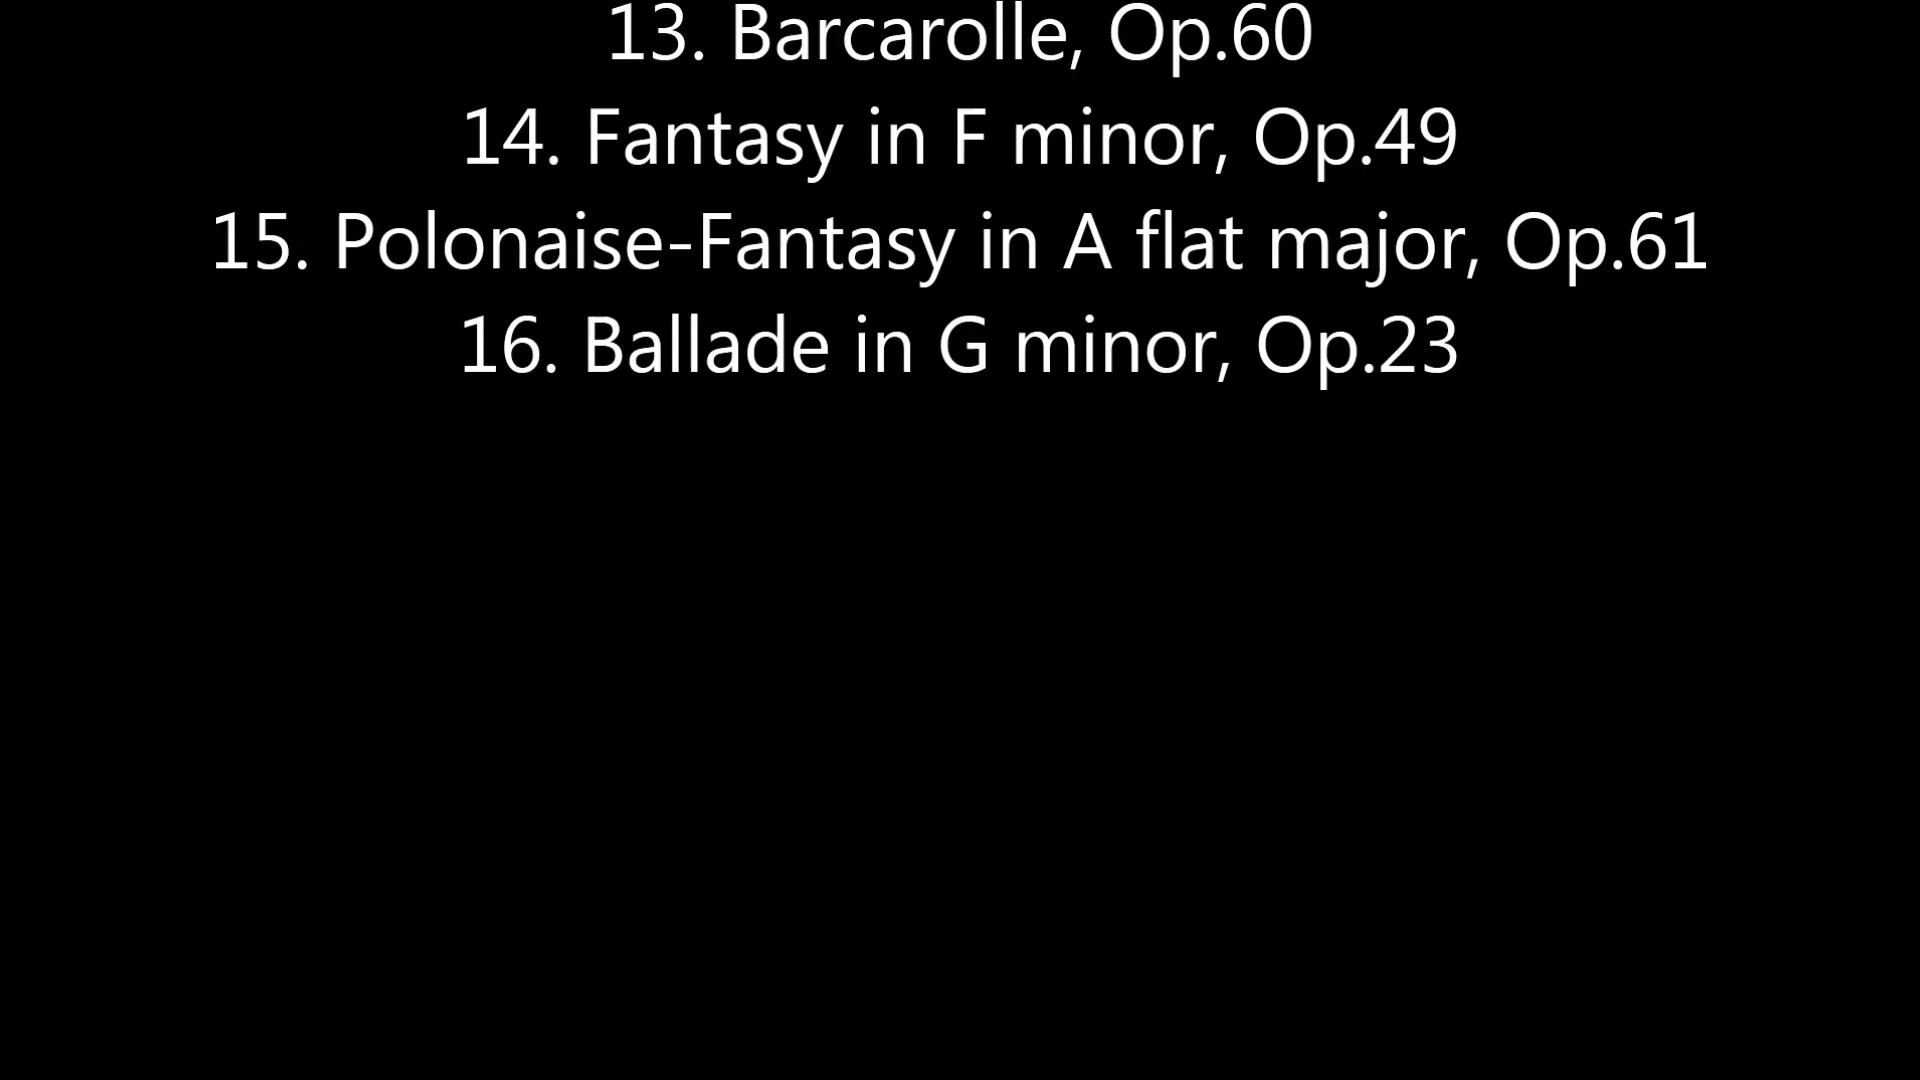 13. Barcarolle, Op.60
14. Fantasy in F minor, Op.49
15. Polonaise-Fantasy in A flat major, Op.61
16. Ballade in G minor, Op.23